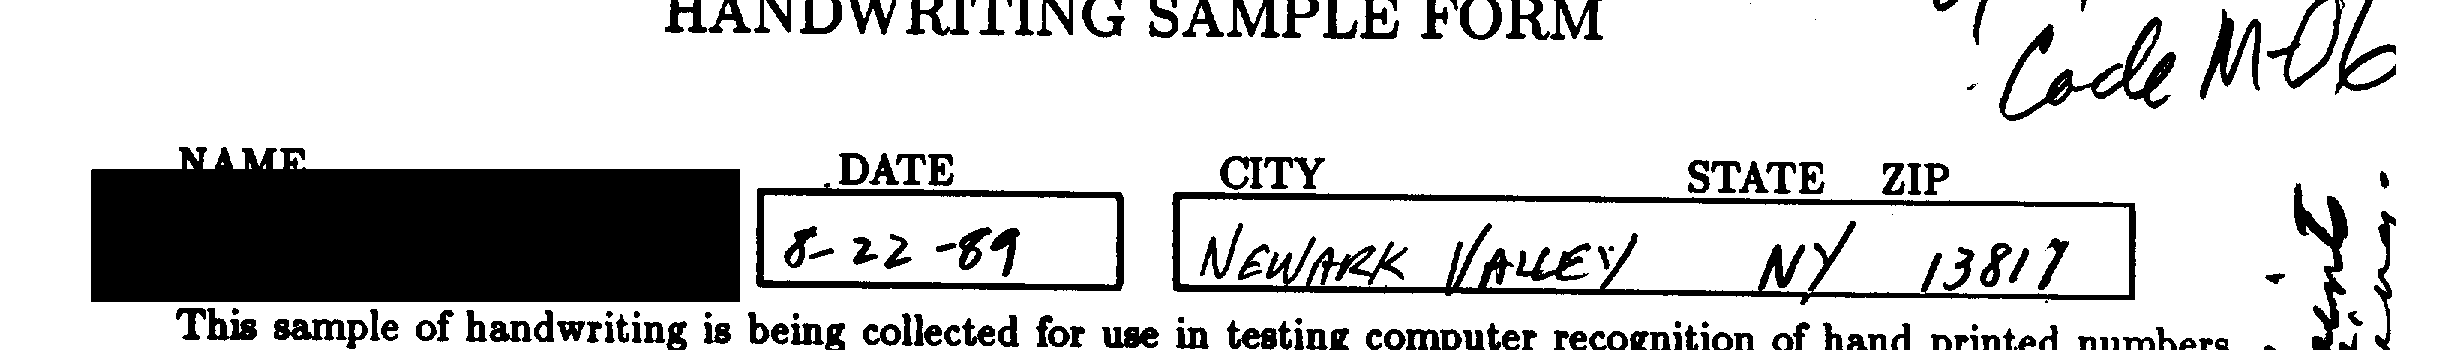 HANDWRITING SAMPLE FORM
Code M-06
NAME DATE CITY STATE ZIP
8-22-89 NEWARK VALLEY NY 13817
This sample of handwriting is being collected for use in testing computer recognition of hand printed numbers